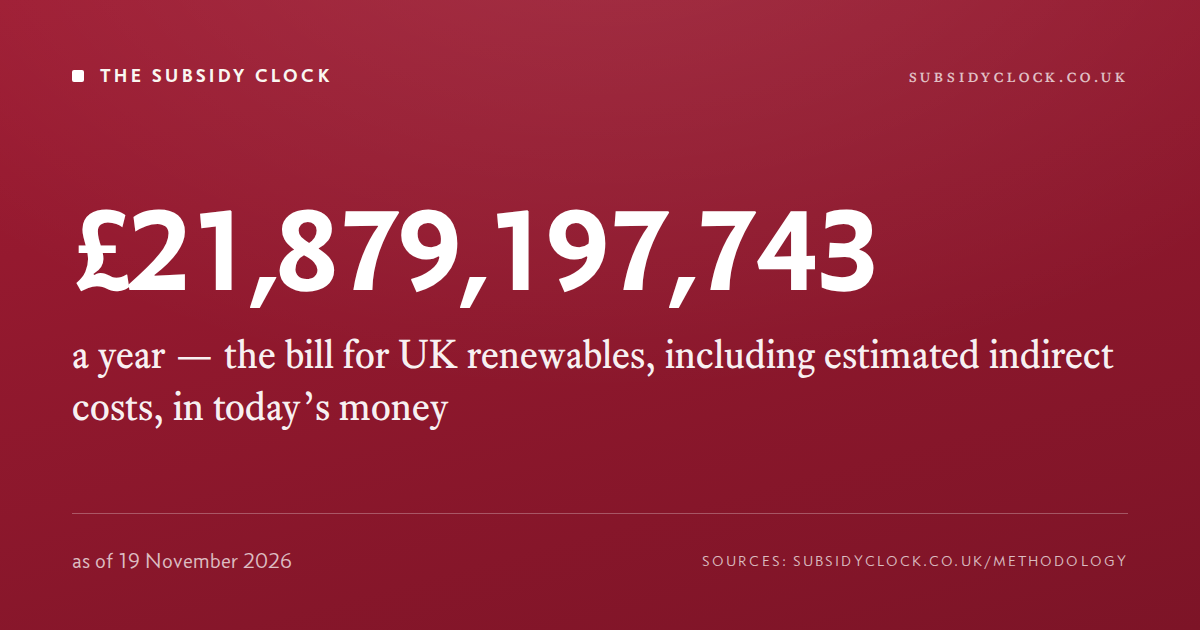 THE SUBSIDY CLOCK
SUBSIDYCLOCK.CO.UK
£21,879,197,743
a year — the bill for UK renewables, including estimated indirect
costs, in today’s money
as of 19 November 2026
SOURCES: SUBSIDYCLOCK.CO.UK/METHODOLOGY